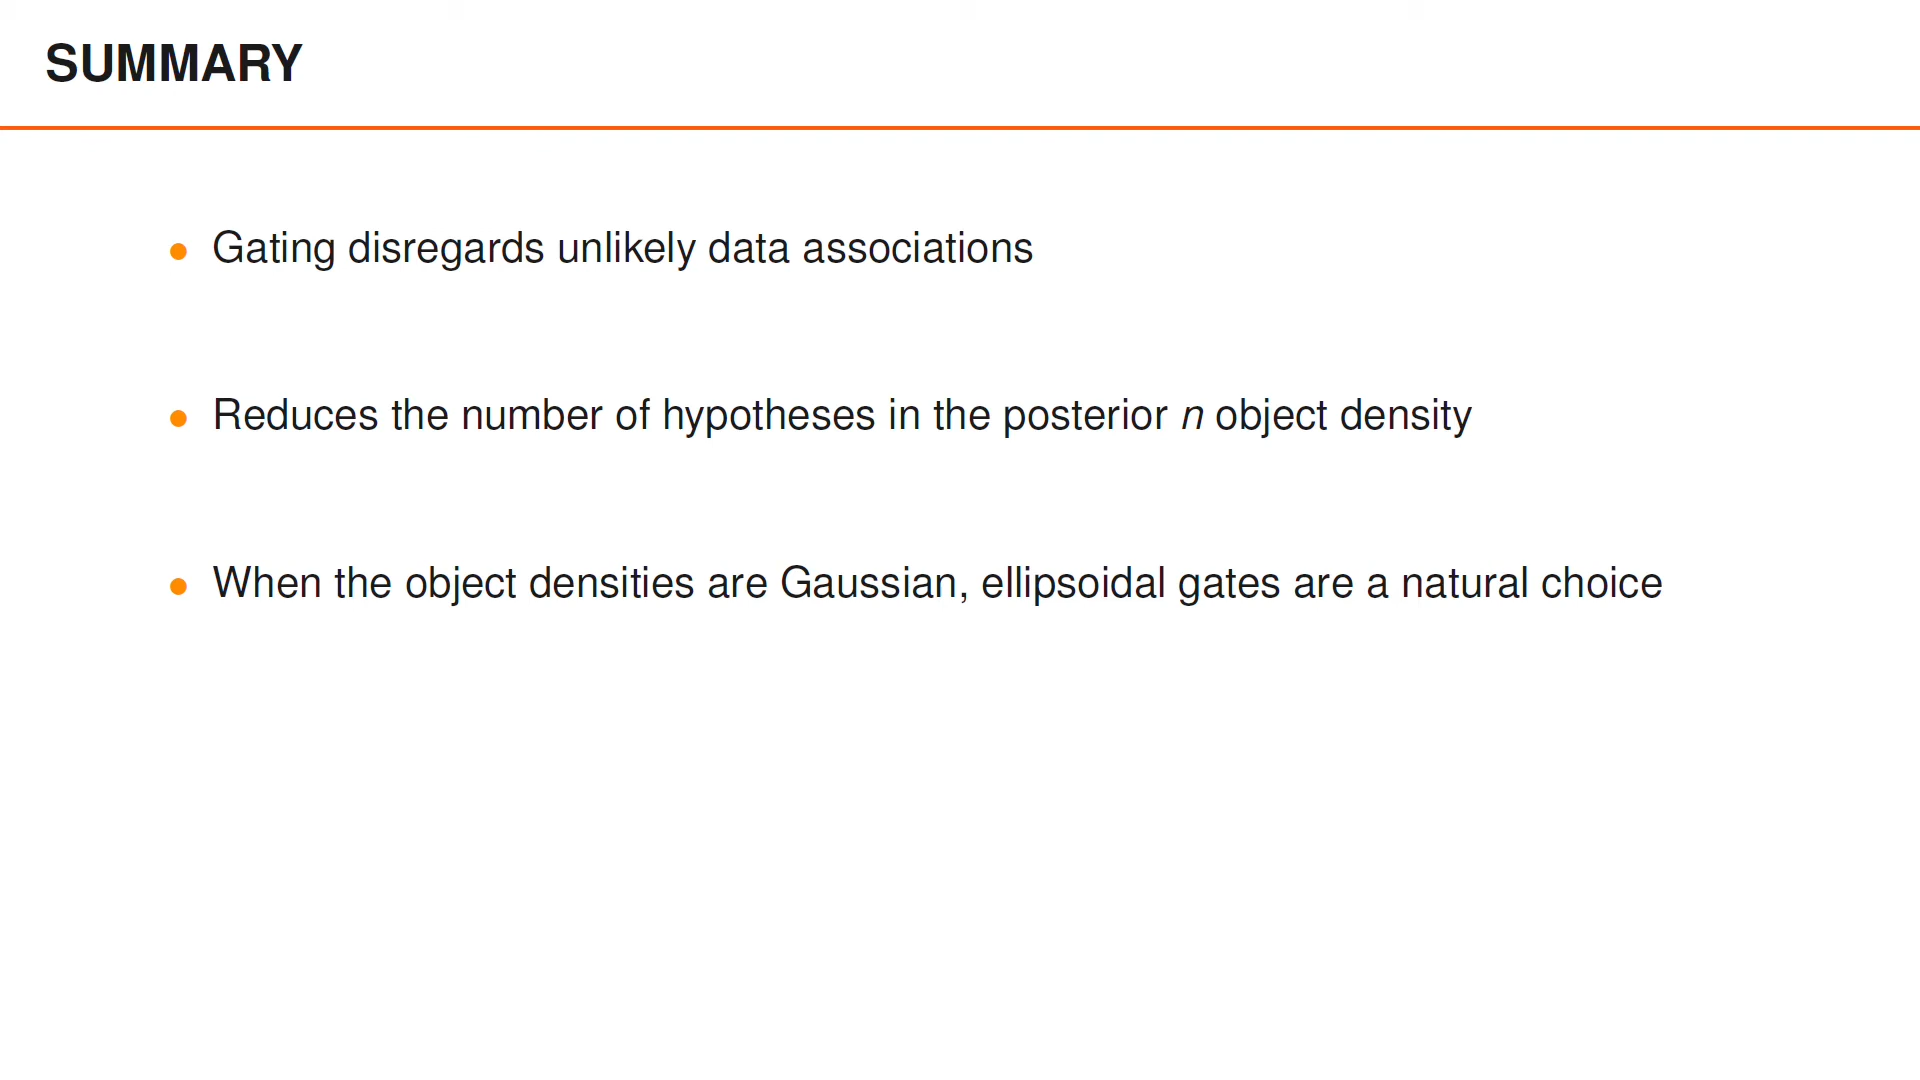 SUMMARY
Gating disregards unlikely data associations
Reduces the number of hypotheses in the posterior n object density
When the object densities are Gaussian, ellipsoidal gates are a natural choice